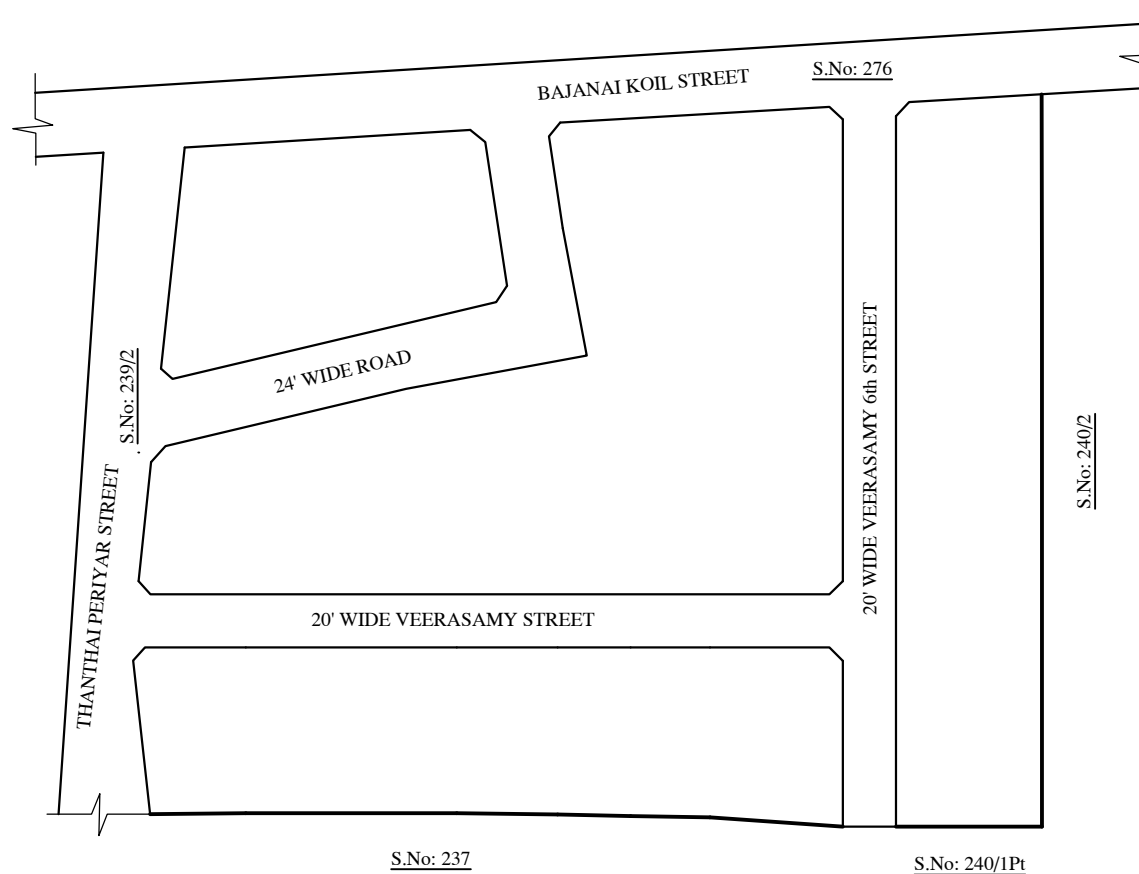 S.No: 276
BAJANAI KOIL STREET
24' WIDE ROAD
S.No: 239/2
THANTHAI PERIYAR STREET
20' WIDE VEERASAMY 6th STREET
S.No: 240/2
20' WIDE VEERASAMY STREET
S.No: 237
S.No: 240/1Pt